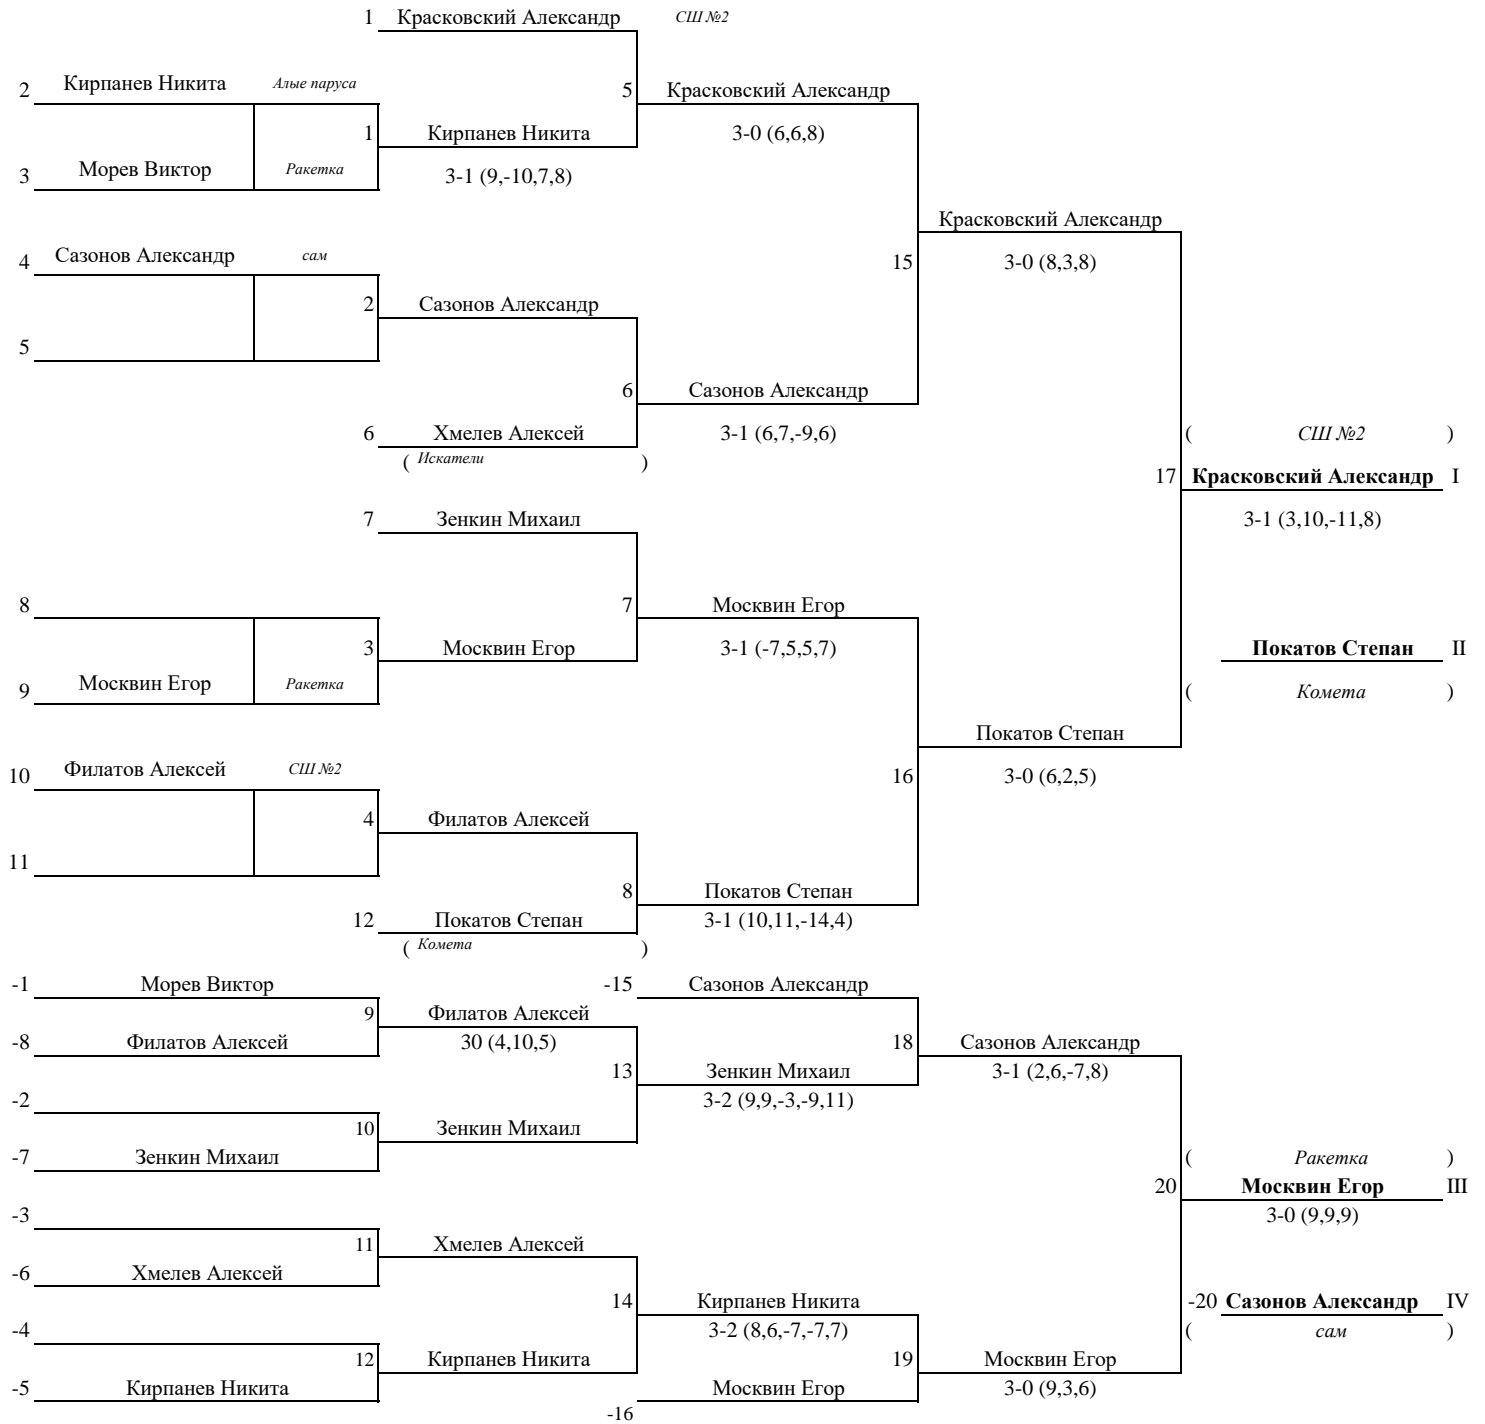 1 Красковский Александр СШ №2
2 Кирпанев Никита Алые паруса 5 Красковский Александр
1 Кирпанев Никита 3-0 (6,6,8)
3 Морев Виктор Ракетка 3-1 (9,-10,7,8)
Красковский Александр
4 Сазонов Александр сам 15 3-0 (8,3,8)
2 Сазонов Александр
5
6 Сазонов Александр
6 Хмелев Алексей 3-1 (6,7,-9,6) ( СШ №2 )
( Искатели )
17 Красковский Александр I
7 Зенкин Михаил 3-1 (3,10,-11,8)
8 7 Москвин Егор
3 Москвин Егор 3-1 (-7,5,5,7) Покатов Степан II
9 Москвин Егор Ракетка ( Комета )
Покатов Степан
10 Филатов Алексей СШ №2 16 3-0 (6,2,5)
4 Филатов Алексей
11
8 Покатов Степан
12 Покатов Степан 3-1 (10,11,-14,4)
( Комета )
-1 Морев Виктор -15 Сазонов Александр
9 Филатов Алексей
-8 Филатов Алексей 30 (4,10,5) 18 Сазонов Александр
13 Зенкин Михаил 3-1 (2,6,-7,8)
-2 3-2 (9,9,-3,-9,11)
10 Зенкин Михаил
-7 Зенкин Михаил ( Ракетка )
20 Москвин Егор III
-3 3-0 (9,9,9)
11 Хмелев Алексей
-6 Хмелев Алексей
14 Кирпанев Никита -20 Сазонов Александр IV
-4 3-2 (8,6,-7,-7,7) ( сам )
12 Кирпанев Никита 19 Москвин Егор
-5 Кирпанев Никита Москвин Егор 3-0 (9,3,6)
-16